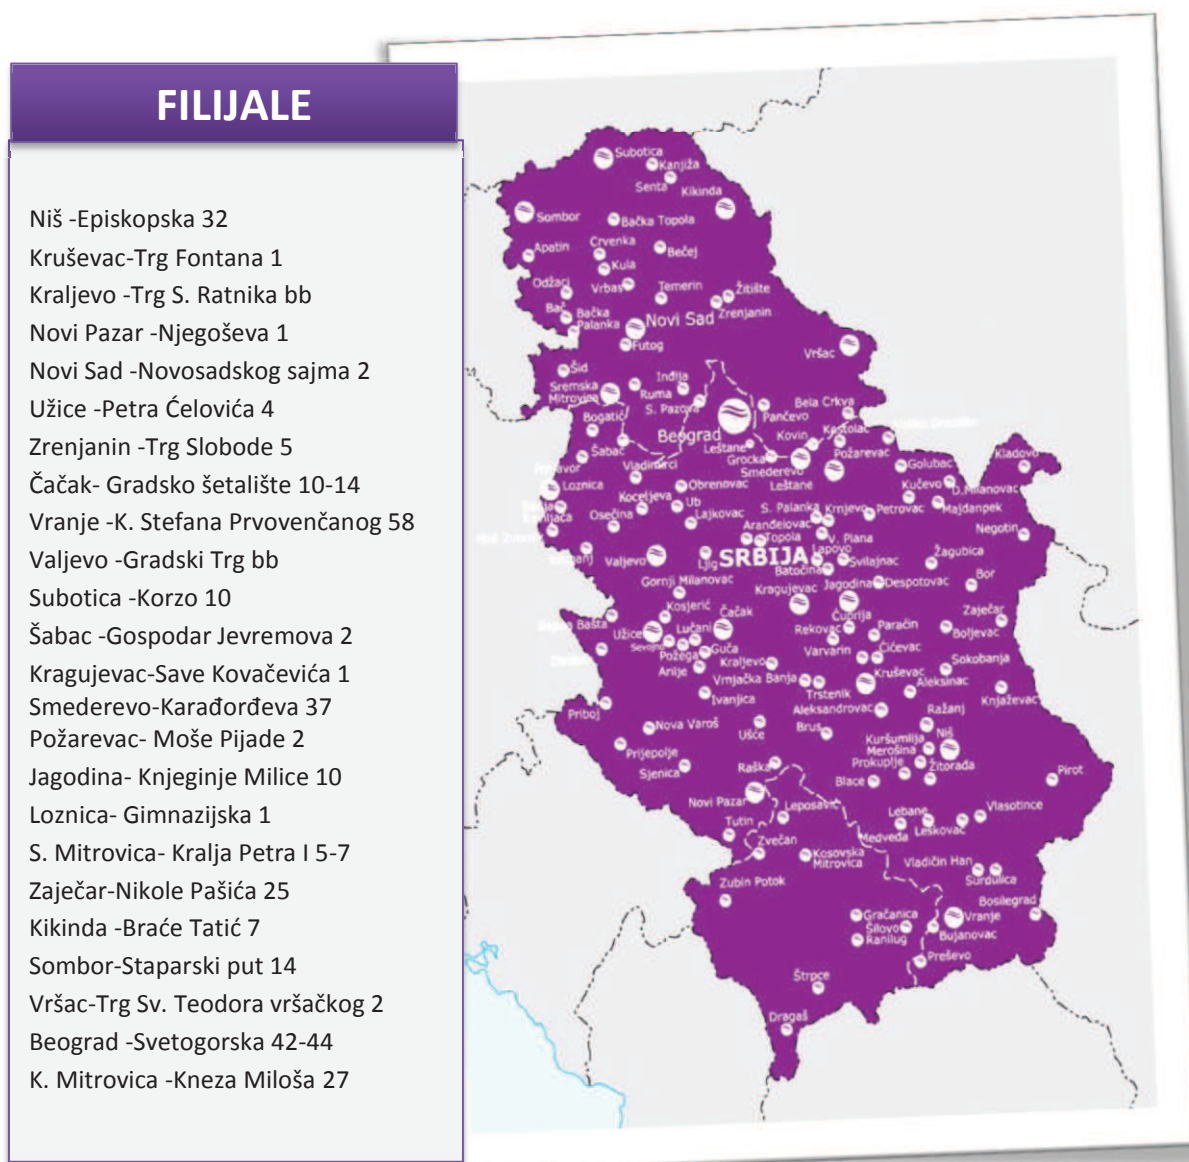 FILIJALE
Niš -Episkopska 32
Kruševac-Trg Fontana 1
Kraljevo -Trg S. Ratnika bb
Novi Pazar -Njegoševa 1
Novi Sad -Novosadskog sajma 2
Užice -Petra Ćelovića 4
Zrenjanin -Trg Slobode 5
Čačak- Gradsko šetalište 10-14
Vranje -K. Stefana Prvovenčanog 58
Valjevo -Gradski Trg bb
Subotica -Korzo 10
Šabac -Gospodar Jevremova 2
Kragujevac-Save Kovačevića 1
Smederevo-Karađorđeva 37
Požarevac- Moše Pijade 2
Jagodina- Knjeginje Milice 10
Loznica- Gimnazijska 1
S. Mitrovica- Kralja Petra I 5-7
Zaječar-Nikole Pašića 25
Kikinda -Braće Tatić 7
Sombor-Staparski put 14
Vršac-Trg Sv. Teodora vršačkog 2
Beograd -Svetogorska 42-44
K. Mitrovica -Kneza Miloša 27
Subotica
Kanjiža
Senta
Kikinda
Sombor
Bačka Topola
Apatin
Crvenka
Bečej
Kula
Odžaci
Vrbas
Temerin
Žitište
Bač
Bačka
Palanka
Zrenjanin
Novi Sad
Futog
Vršac
Šid
Inđija
Sremska
Mitrovica
Ruma
S. Pazova
Pančevo
Bela Crkva
Bogatić
Beograd
Kovin
Kostolac
Šabac
Leštane
Požarevac
Vladimirci
Grocka
Smederevo
Golubac
Kladovo
Loznica
Obrenovac
Leštane
Kučevo
D.Milanovac
Koceljeva
Ub
S. Palanka
Krnjevo
Petrovac
Majdanpek
Osečina
Lajkovac
Aranđelovac
Negotin
Topola
V. Plana
Valjevo
Ljig
SRBIJA
Lapovo
Svilajnac
Žagubica
Batočina
Gornji Milanovac
Jagodina
Despotovac
Bor
Kragujevac
Kosjerić
Čačak
Ćuprija
Zaječar
Bašta
Užice
Lučani
Rekovac
Paraćin
Boljevac
Sevojno
Požega
Guča
Varvarin
Ćićevac
Arilje
Kraljevo
Sokobanja
Vrnjačka Banja
Kruševac
Ivanjica
Trstenik
Aleksinac
Knjaževac
Priboj
Aleksandrovac
Ražanj
Nova Varoš
Ušće
Brus
Kuršumlija
Niš
Prijepolje
Merošina
Sjenica
Raška
Prokuplje
Žitorađa
Pirot
Blace
Novi Pazar
Leposavić
Lebane
Vlasotince
Tutin
Medveđa
Leskovac
Zvečan
Kosovska
Mitrovica
Vladičin Han
Zubin Potok
Surdulica
Bosilegrad
Gračanica
Vranje
Šilovo
Ranilug
Bujanovac
Preševo
Štrpce
Dragaš